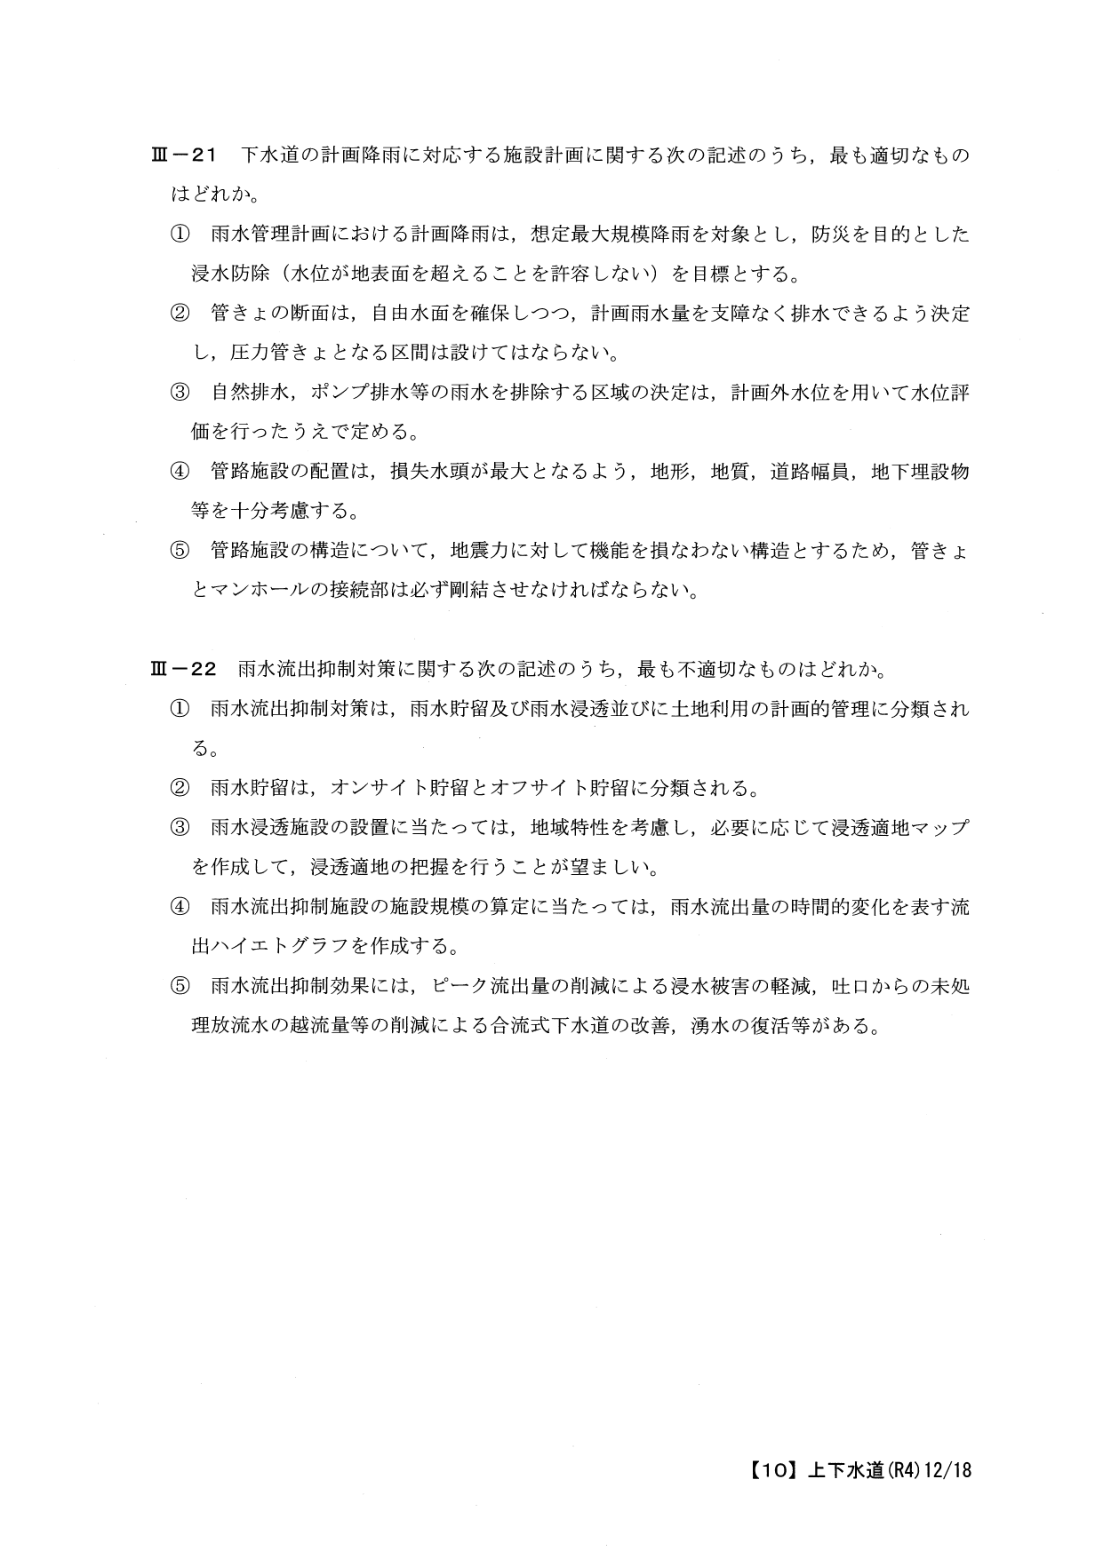 Ⅲ－21　下水道の計画降雨に対応する施設計画に関する次の記述のうち，最も適切なもの
はどれか。
①　雨水管理計画における計画降雨は，想定最大規模降雨を対象とし，防災を目的とした
浸水防除（水位が地表面を超えることを許容しない）を目標とする。
②　管きょの断面は，自由水面を確保しつつ，計画雨水量を支障なく排水できるよう決定
し，圧力管きょとなる区間は設けてはならない。
③　自然排水，ポンプ排水等の雨水を排除する区域の決定は，計画外水位を用いて水位評
価を行ったうえで定める。
④　管路施設の配置は，損失水頭が最大となるよう，地形，地質，道路幅員，地下埋設物
等を十分考慮する。
⑤　管路施設の構造について，地震力に対して機能を損なわない構造とするため，管きょ
とマンホールの接続部は必ず剛結させなければならない。
Ⅲ－22　雨水流出抑制対策に関する次の記述のうち，最も不適切なものはどれか。
①　雨水流出抑制対策は，雨水貯留及び雨水浸透並びに土地利用の計画的管理に分類され
る。
②　雨水貯留は，オンサイト貯留とオフサイト貯留に分類される。
③　雨水浸透施設の設置に当たっては，地域特性を考慮し，必要に応じて浸透適地マップ
を作成して，浸透適地の把握を行うことが望ましい。
④　雨水流出抑制施設の施設規模の算定に当たっては，雨水流出量の時間的変化を表す流
出ハイエトグラフを作成する。
⑤　雨水流出抑制効果には，ピーク流出量の削減による浸水被害の軽減，吐口からの未処
理放流水の越流量等の削減による合流式下水道の改善，湧水の復活等がある。
【10】上下水道(R4)12/18